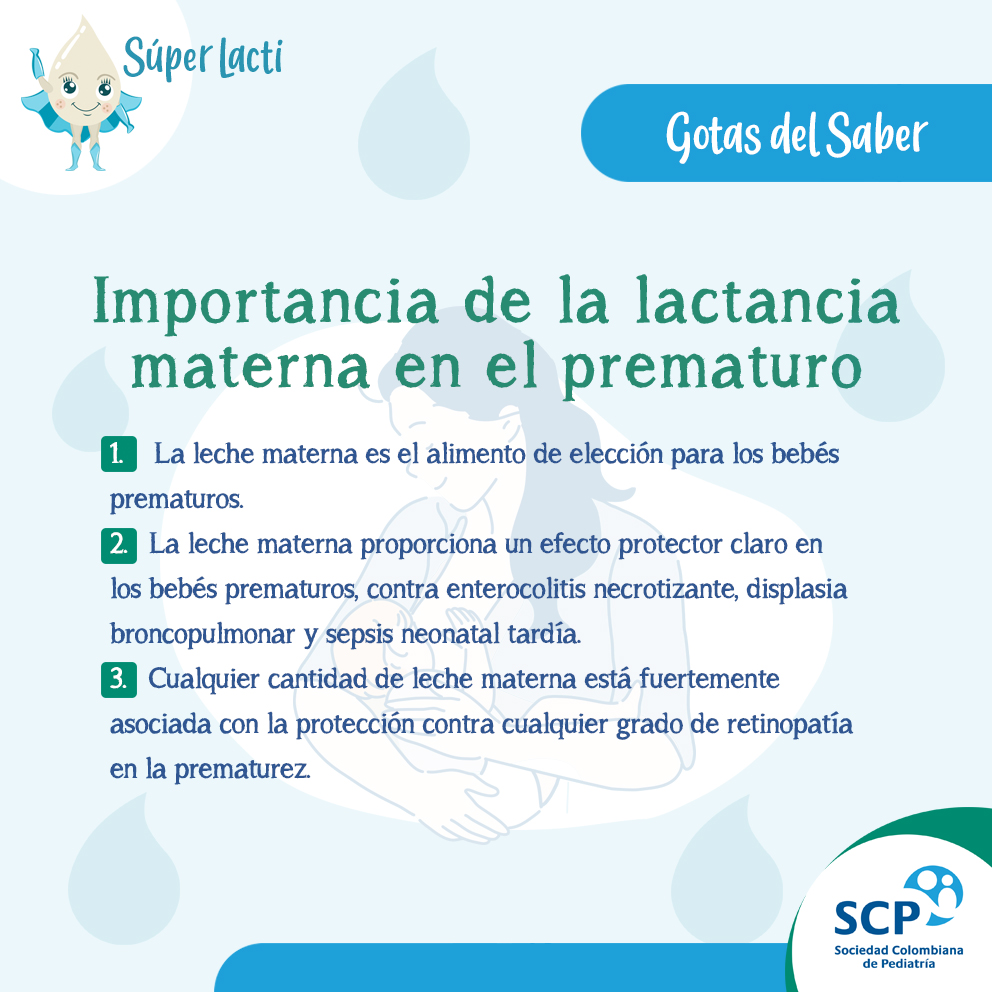 Súper Lacti
Gotas del Saber
Importancia de la lactancia
materna en el prematuro
1. La leche materna es el alimento de elección para los bebés
prematuros.
2. La leche materna proporciona un efecto protector claro en
los bebés prematuros, contra enterocolitis necrotizante, displasia
broncopulmonar y sepsis neonatal tardía.
3. Cualquier cantidad de leche materna está fuertemente
asociada con la protección contra cualquier grado de retinopatía
en la prematurez.
SCP
Sociedad Colombiana
de Pediatría